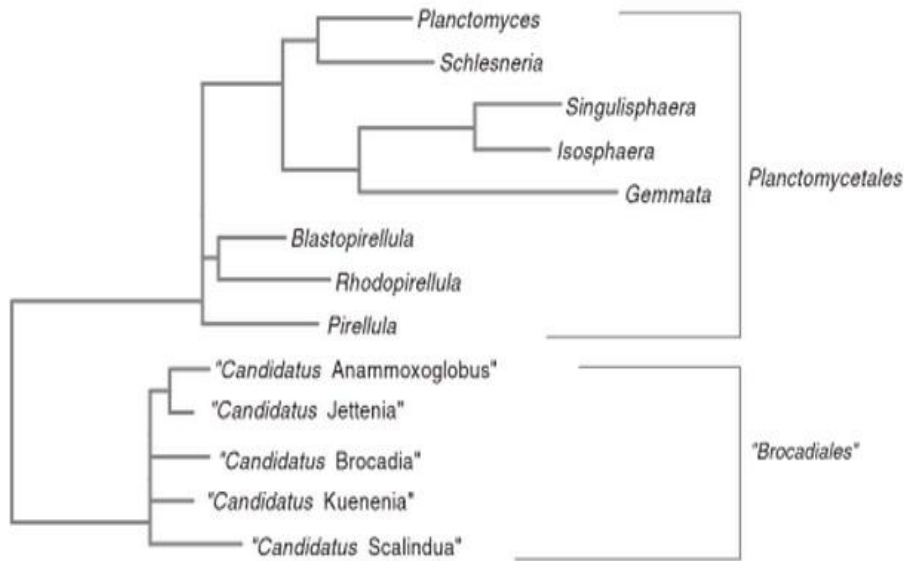 Planctomyces
Schlesneria
Singulisphaera
Isosphaera
Gemmata
Planctomycetales
Blastopirellula
Rhodopirellula
Pirellula
"Candidatus Anammoxoglobus"
"Candidatus Jettenia"
"Candidatus Brocadia"
"Brocadiales"
"Candidatus Kuenenia"
"Candidatus Scalindua"